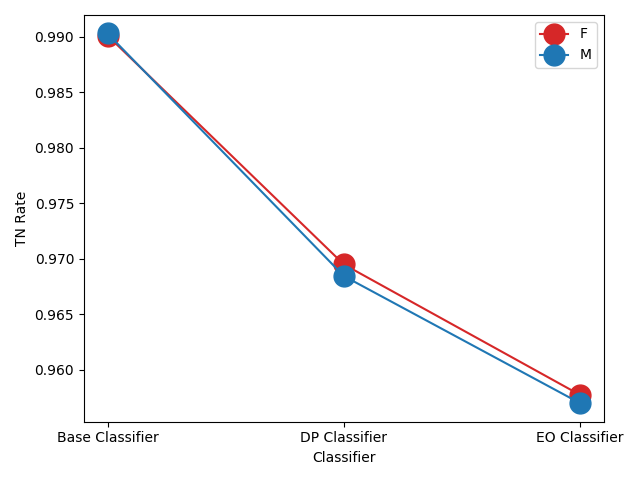 F
M
0.990
0.985
0.980
0.975
0.970
0.965
0.960
TN Rate
Base Classifier
DP Classifier
EO Classifier
Classifier